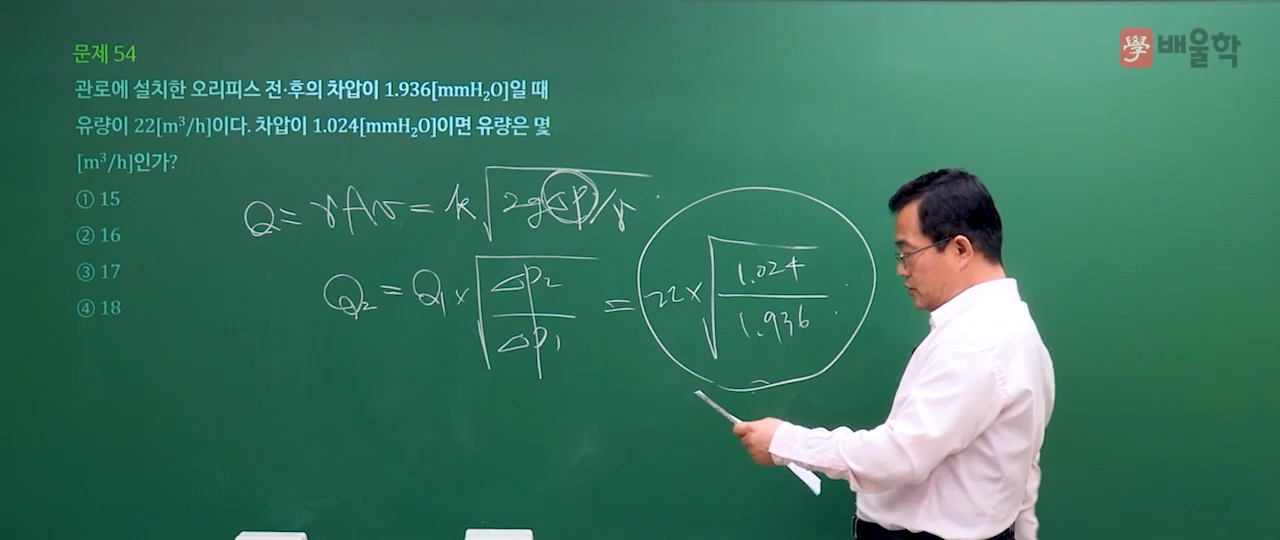 學 배울학
문제 54
관로에 설치한 오리피스 전·후의 차압이 1.936[mmH₂O]일 때
유량이 22[m³/h]이다. 차압이 1.024[mmH₂O]이면 유량은 몇
[m³/h]인가?
① 15
② 16
③ 17
④ 18
Q = γAv = k√(2gΔp/γ)
Q₂ = Q₁ × √(Δp₂/Δp₁) = 22 × √(1.024/1.936)